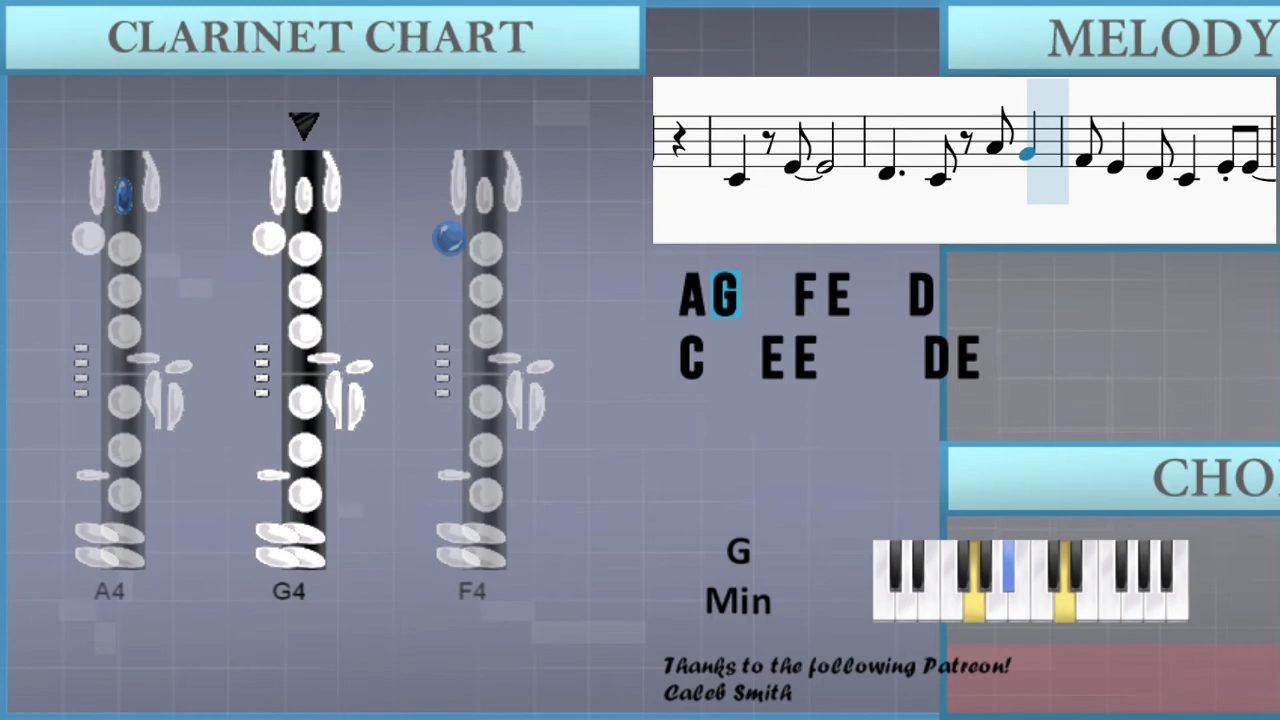 CLARINET CHART
MELODY
AG FE D
C EE DE
CHO
A4 G4 F4
G
Min
Thanks to the following Patreon!
Caleb Smith